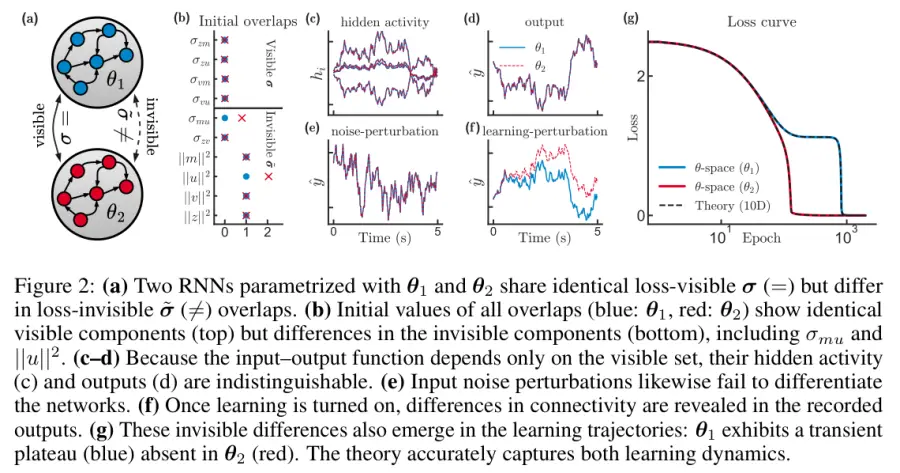 (a)
θ₁
visible
σ =
σ̃ ≠
invisible
θ₂
(b) Initial overlaps
σ_zm
σ_zu
σ_vm
σ_vu
Visible σ
σ_mu
σ_zv
||m||²
||u||²
||v||²
||z||²
Invisible σ̃
0 1 2
(c) hidden activity
h_i
(d) output
θ₁
θ₂
ŷ
(e) noise-perturbation
ŷ
0 5
Time (s)
(f) learning-perturbation
ŷ
0 5
Time (s)
(g) Loss curve
Loss
2
0
θ-space (θ₁)
θ-space (θ₂)
Theory (10D)
10¹ 10³
Epoch
Figure 2: (a) Two RNNs parametrized with θ₁ and θ₂ share identical loss-visible σ (=) but differ
in loss-invisible σ̃ (≠) overlaps. (b) Initial values of all overlaps (blue: θ₁, red: θ₂) show identical
visible components (top) but differences in the invisible components (bottom), including σ_mu and
||u||². (c–d) Because the input–output function depends only on the visible set, their hidden activity
(c) and outputs (d) are indistinguishable. (e) Input noise perturbations likewise fail to differentiate
the networks. (f) Once learning is turned on, differences in connectivity are revealed in the recorded
outputs. (g) These invisible differences also emerge in the learning trajectories: θ₁ exhibits a transient
plateau (blue) absent in θ₂ (red). The theory accurately captures both learning dynamics.